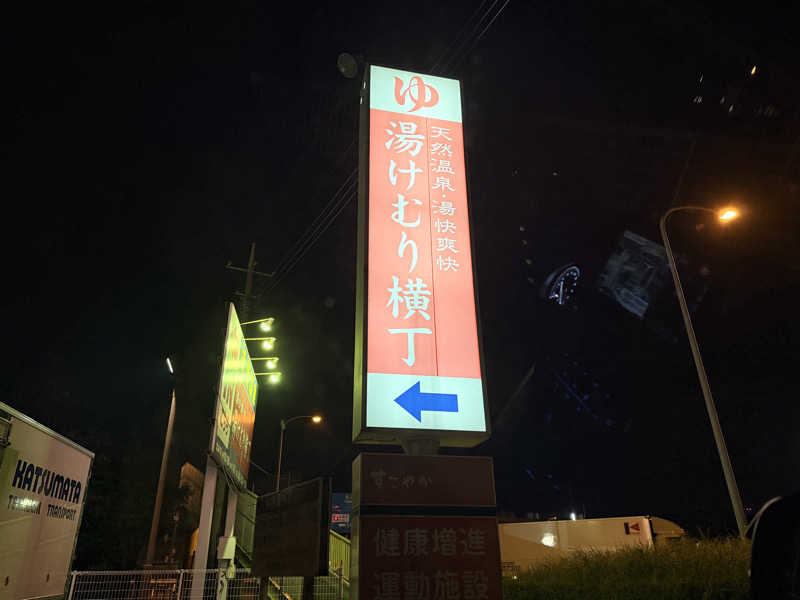 ゆ
天然温泉・湯快爽快
湯けむり横丁
すこやか
健康増進
運動施設
KATSUMATA
TRANSPORT